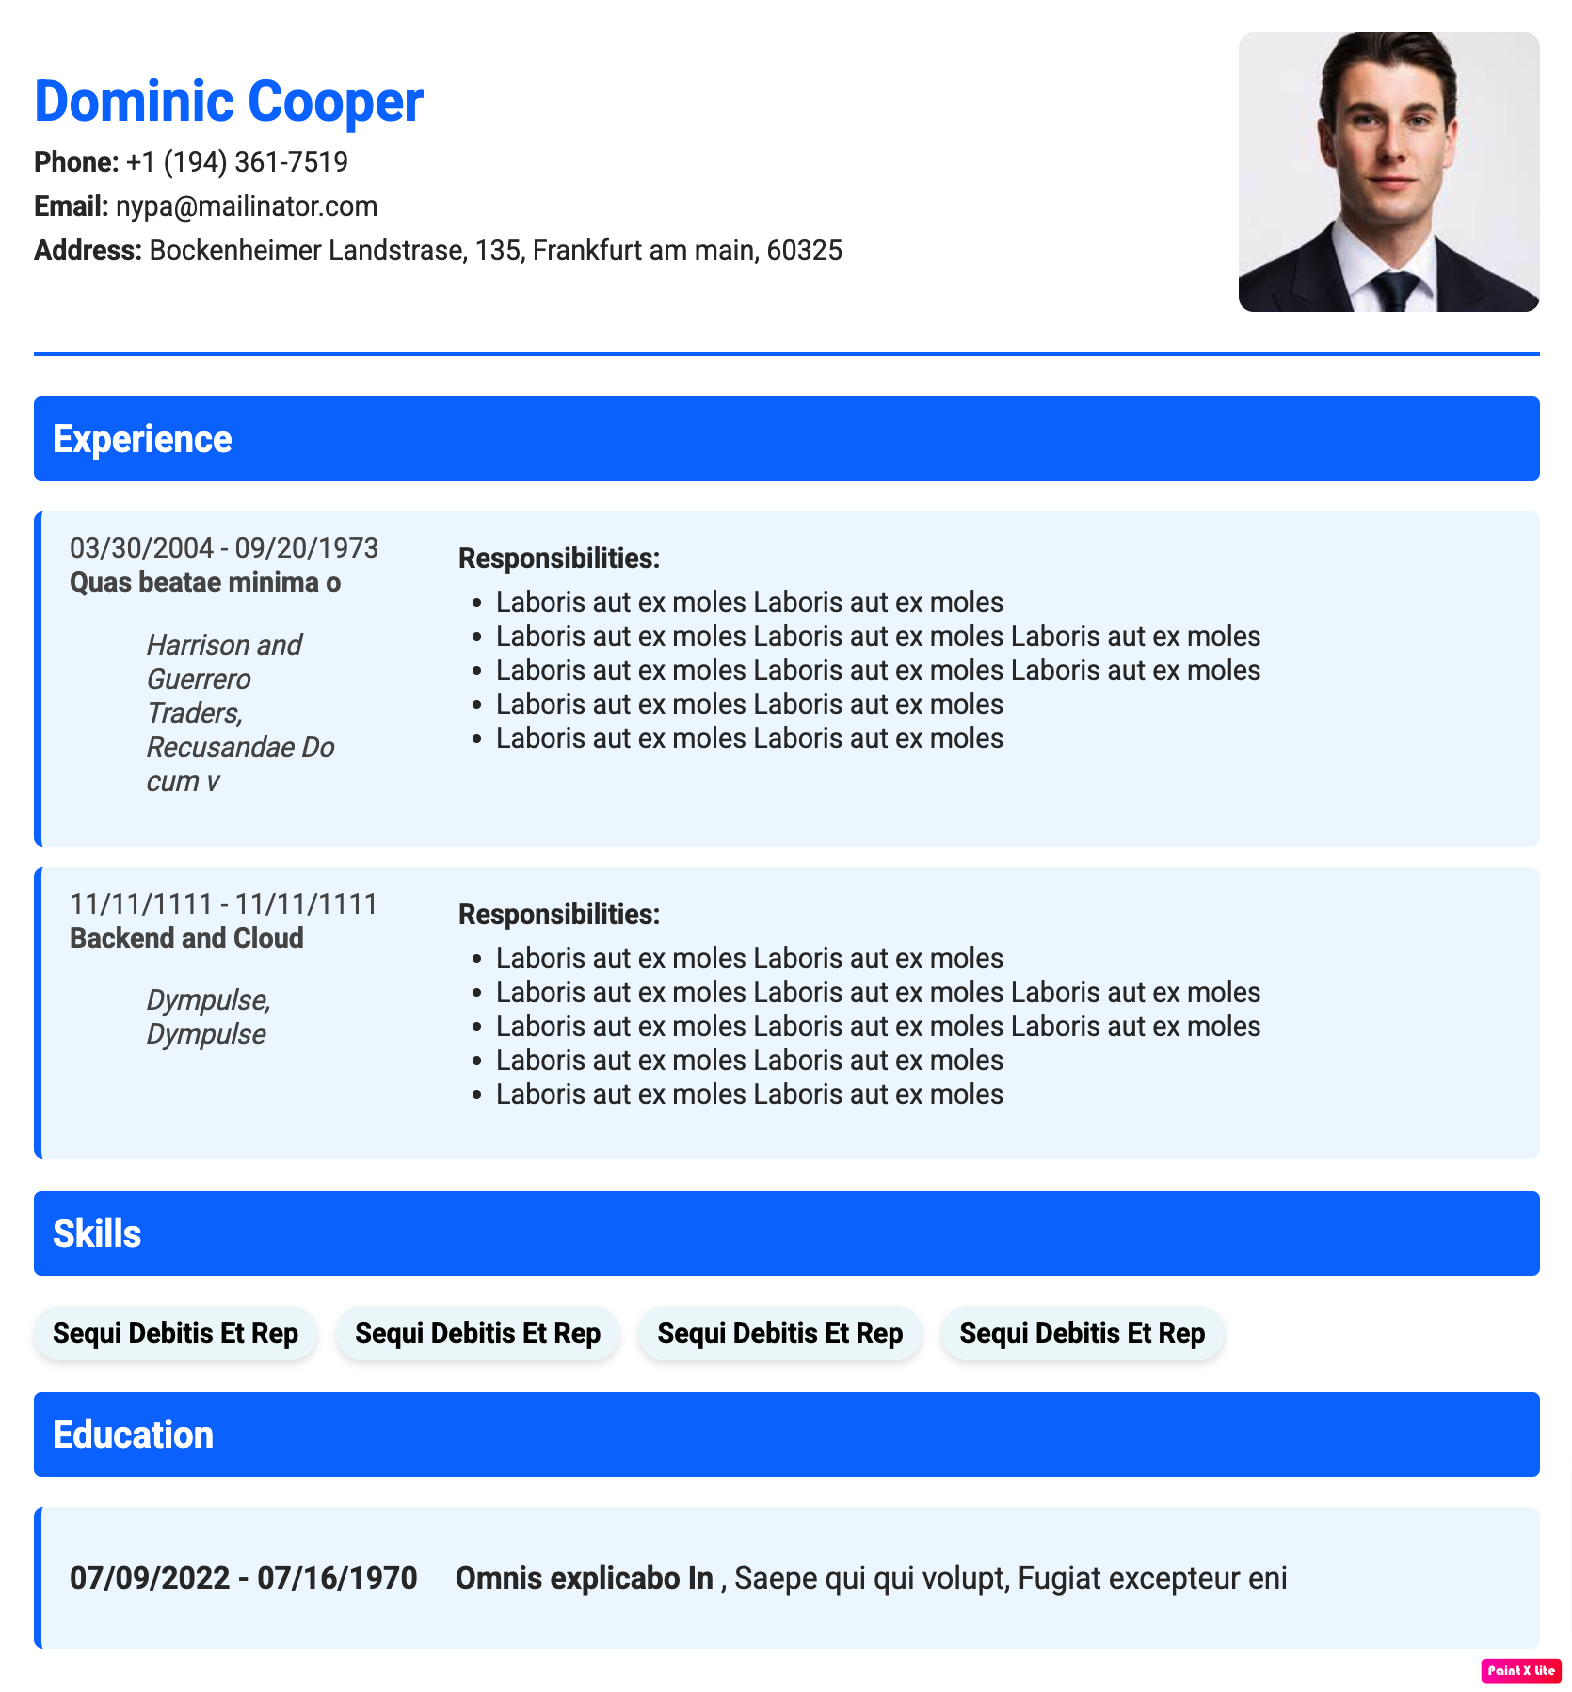 Dominic Cooper
Phone: +1 (194) 361-7519
Email: nypa@mailinator.com
Address: Bockenheimer Landstrase, 135, Frankfurt am main, 60325
Experience
03/30/2004 - 09/20/1973
Quas beatae minima o
Harrison and
Guerrero
Traders,
Recusandae Do
cum v
Responsibilities:
• Laboris aut ex moles Laboris aut ex moles
• Laboris aut ex moles Laboris aut ex moles Laboris aut ex moles
• Laboris aut ex moles Laboris aut ex moles Laboris aut ex moles
• Laboris aut ex moles Laboris aut ex moles
• Laboris aut ex moles Laboris aut ex moles
11/11/1111 - 11/11/1111
Backend and Cloud
Dympulse,
Dympulse
Responsibilities:
• Laboris aut ex moles Laboris aut ex moles
• Laboris aut ex moles Laboris aut ex moles Laboris aut ex moles
• Laboris aut ex moles Laboris aut ex moles Laboris aut ex moles
• Laboris aut ex moles Laboris aut ex moles
• Laboris aut ex moles Laboris aut ex moles
Skills
Sequi Debitis Et Rep Sequi Debitis Et Rep Sequi Debitis Et Rep Sequi Debitis Et Rep
Education
07/09/2022 - 07/16/1970 Omnis explicabo In , Saepe qui qui volupt, Fugiat excepteur eni
Paint X Lite